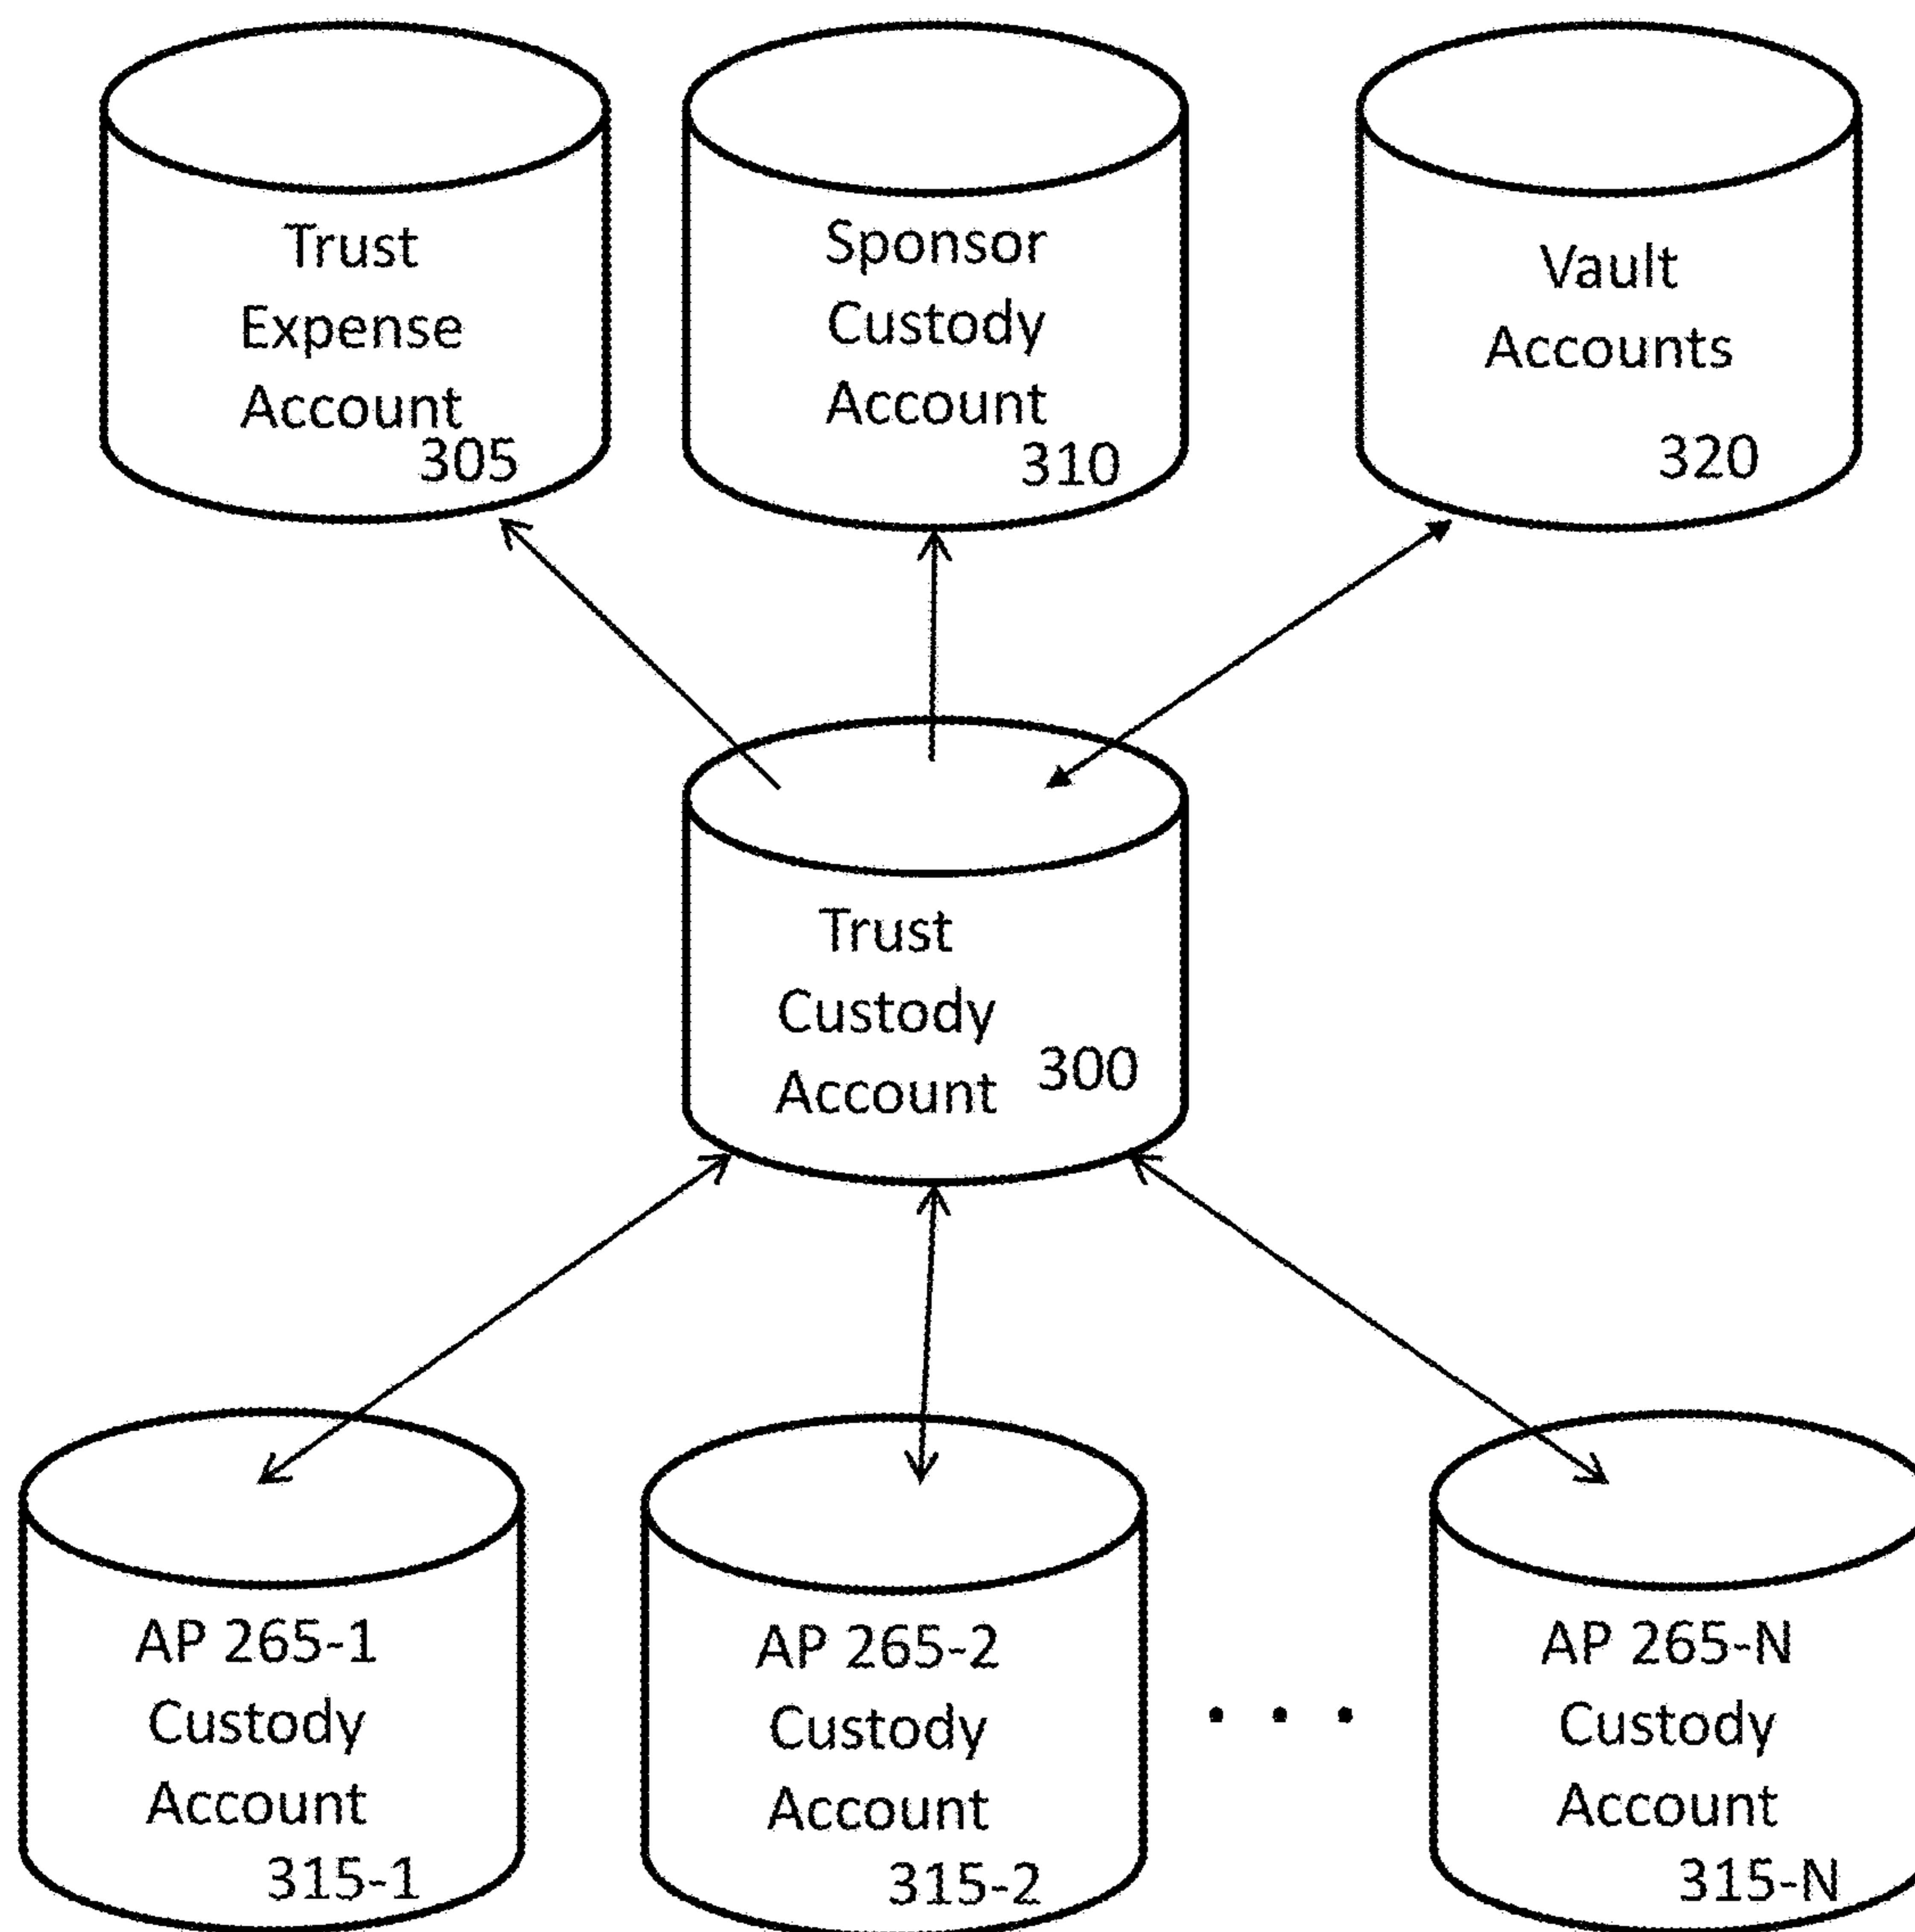 Trust
Expense
Account
305
Sponsor
Custody
Account
310
Vault
Accounts
320
Trust
Custody
Account 300
AP 265-1
Custody
Account
315-1
AP 265-2
Custody
Account
315-2
. . .
AP 265-N
Custody
Account
315-N